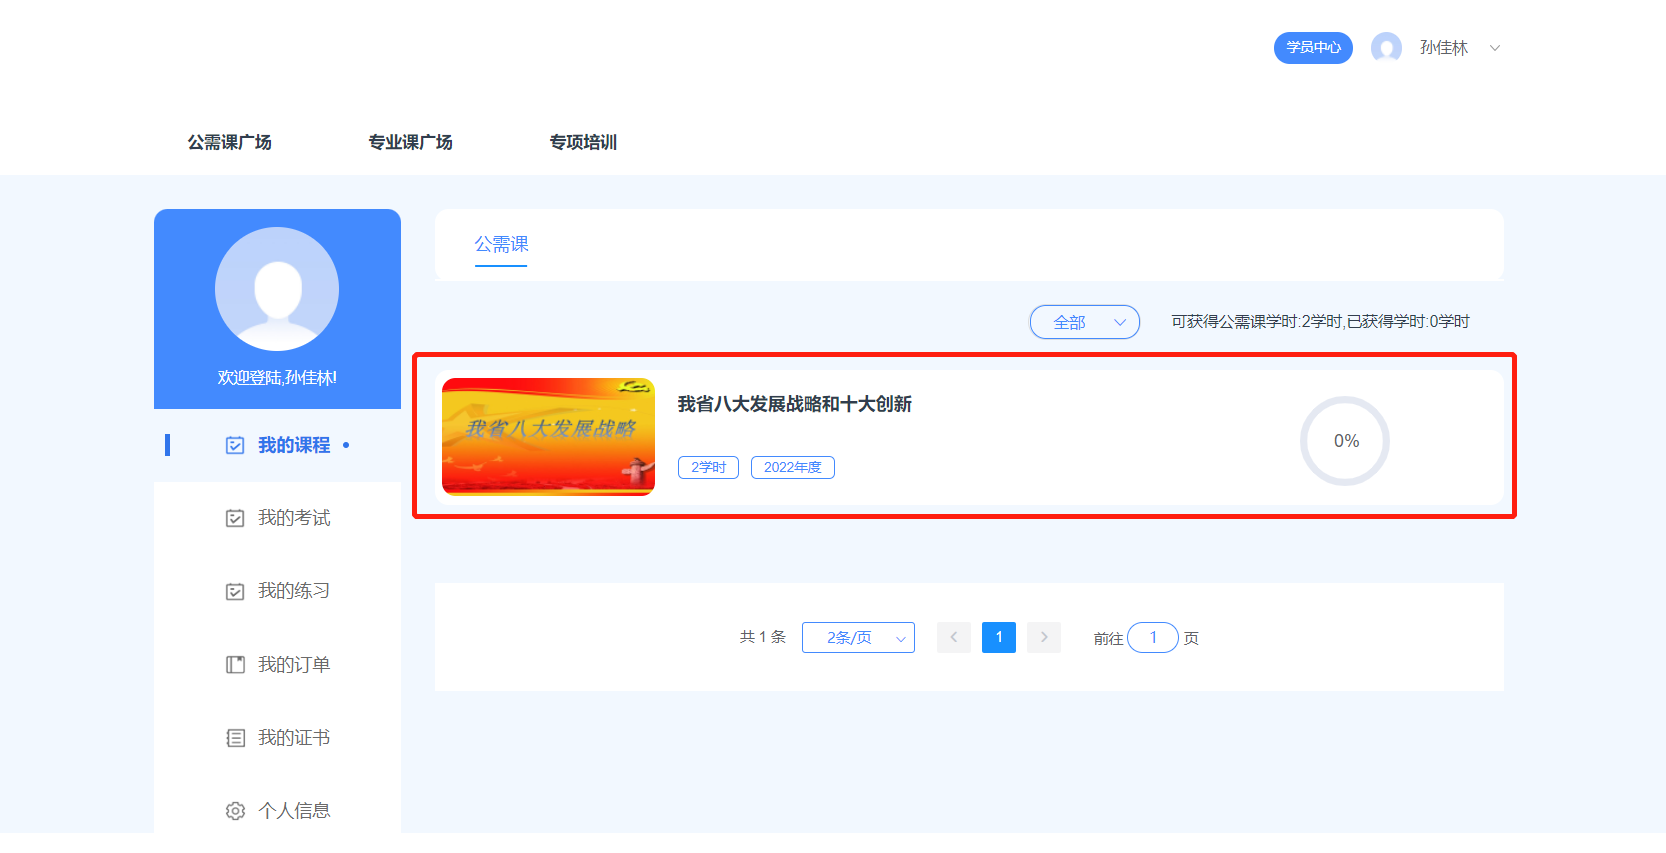 学员中心 孙佳林
公需课广场 专业课广场 专项培训
欢迎登陆,孙佳林!
我的课程
我的考试
我的练习
我的订单
我的证书
个人信息
公需课
全部 可获得公需课学时:2学时,已获得学时:0学时
我省八大发展战略
我省八大发展战略和十大创新
2学时 2022年度
0%
共 1 条 2条/页 1 前往 1 页